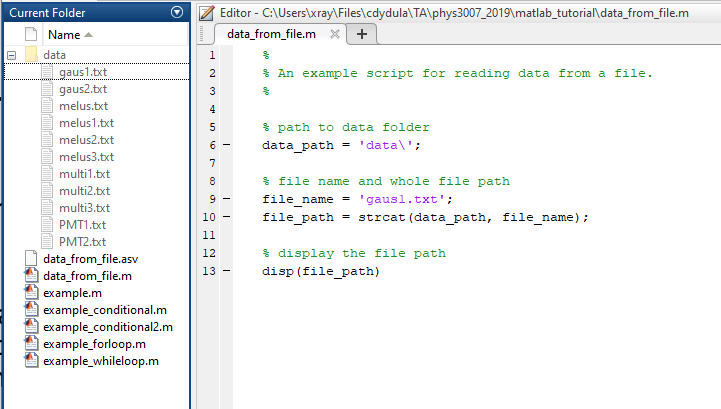 Current Folder
Name
data
gaus1.txt
gaus2.txt
melus.txt
melus1.txt
melus2.txt
melus3.txt
multi1.txt
multi2.txt
multi3.txt
PMT1.txt
PMT2.txt
data_from_file.asv
data_from_file.m
example.m
example_conditional.m
example_conditional2.m
example_forloop.m
example_whileloop.m
Editor - C:\Users\xray\Files\cdydula\TA\phys3007_2019\matlab_tutorial\data_from_file.m
data_from_file.m
1 %
2 % An example script for reading data from a file.
3 %
4
5 % path to data folder
6 – data_path = 'data\';
7
8 % file name and whole file path
9 – file_name = 'gaus1.txt';
10 – file_path = strcat(data_path, file_name);
11
12 % display the file path
13 – disp(file_path)